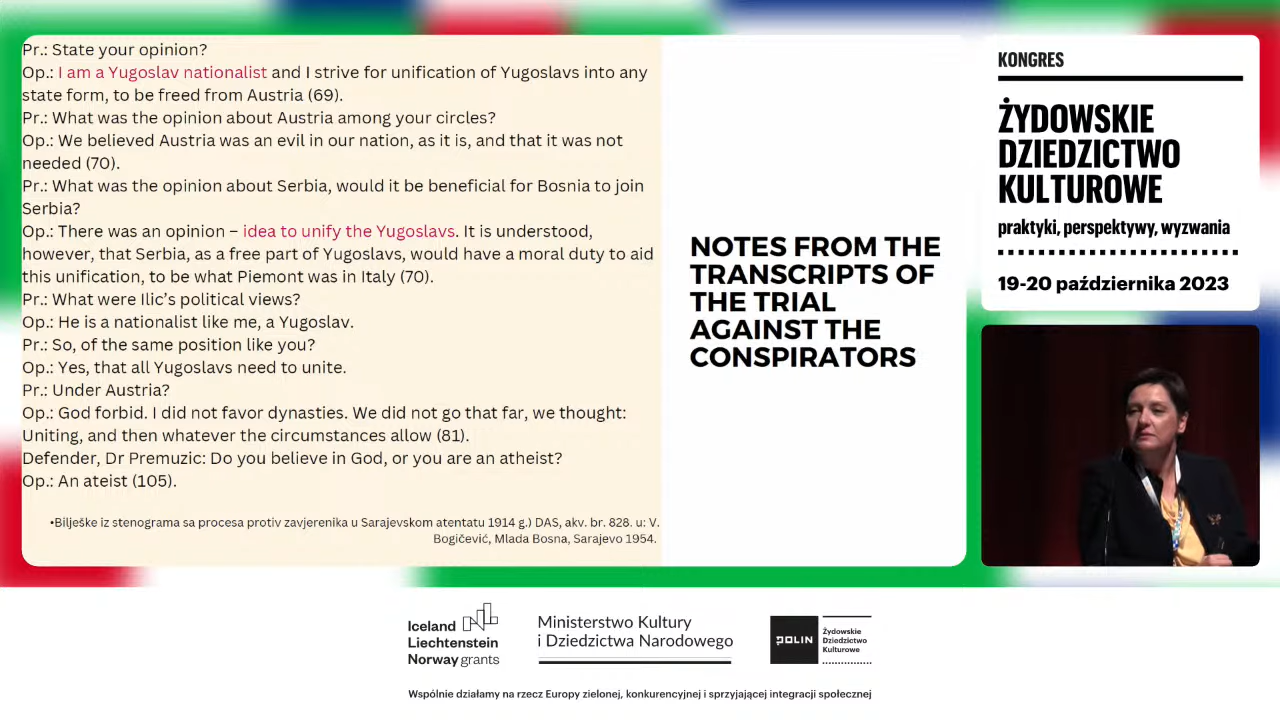 Pr.: State your opinion?
Op.: I am a Yugoslav nationalist and I strive for unification of Yugoslavs into any
state form, to be freed from Austria (69).
Pr.: What was the opinion about Austria among your circles?
Op.: We believed Austria was an evil in our nation, as it is, and that it was not
needed (70).
Pr.: What was the opinion about Serbia, would it be beneficial for Bosnia to join
Serbia?
Op.: There was an opinion – idea to unify the Yugoslavs. It is understood,
however, that Serbia, as a free part of Yugoslavs, would have a moral duty to aid
this unification, to be what Piemont was in Italy (70).
Pr.: What were Ilic's political views?
Op.: He is a nationalist like me, a Yugoslav.
Pr.: So, of the same position like you?
Op.: Yes, that all Yugoslavs need to unite.
Pr.: Under Austria?
Op.: God forbid. I did not favor dynasties. We did not go that far, we thought:
Uniting, and then whatever the circumstances allow (81).
Defender, Dr Premuzic: Do you believe in God, or you are an atheist?
Op.: An ateist (105).
•Bilješke iz stenograma sa procesa protiv zavjerenika u Sarajevskom atentatu 1914 g.) DAS, akv. br. 828. u: V.
Bogičević, Mlada Bosna, Sarajevo 1954.
NOTES FROM THE
TRANSCRIPTS OF
THE TRIAL
AGAINST THE
CONSPIRATORS
KONGRES
ŻYDOWSKIE
DZIEDZICTWO
KULTUROWE
praktyki, perspektywy, wyzwania
19-20 października 2023
Iceland
Liechtenstein
Norway grants
Ministerstwo Kultury
i Dziedzictwa Narodowego
POLIN
Żydowskie
Dziedzictwo
Kulturowe
Wspólnie działamy na rzecz Europy zielonej, konkurencyjnej i sprzyjającej integracji społecznej